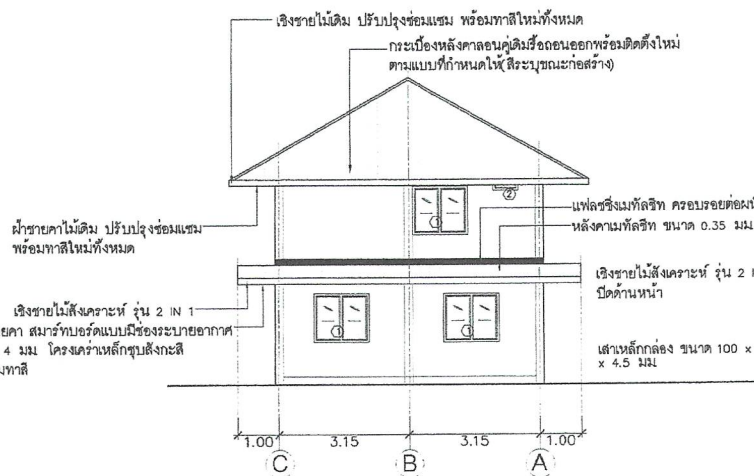 เชิงชายไม้เดิม ปรับปรุงซ่อมแซม พร้อมทาสีใหม่ทั้งหมด
กระเบื้องหลังคาลอนคู่เดิมรื้อถอนออกพร้อมติดตั้งใหม่
ตามแบบที่กำหนดให้(สีระบุขณะก่อสร้าง)
2
ฝ้าชายคาไม้เดิม ปรับปรุงซ่อมแซม
พร้อมทาสีใหม่ทั้งหมด
1
แฟลชชิ่งเมทัลชีท ครอบรอยต่อผนั
หลังคาเมทัลชีท ขนาด 0.35 มม
เชิงชายไม้สังเคราะห์ รุ่น 2 I
ปิดด้านหน้า
เชิงชายไม้สังเคราะห์ รุ่น 2 IN 1
ยคา สมาร์ทบอร์ดแบบมีช่องระบายอากาศ
4 มม โครงเคร่าเหล็กชุบสังกะสี
มทาสี
1
1
เสาเหล็กกล่อง ขนาด 100 x
x 4.5 มม
1.00
3.15
3.15
1.00
C
B
A